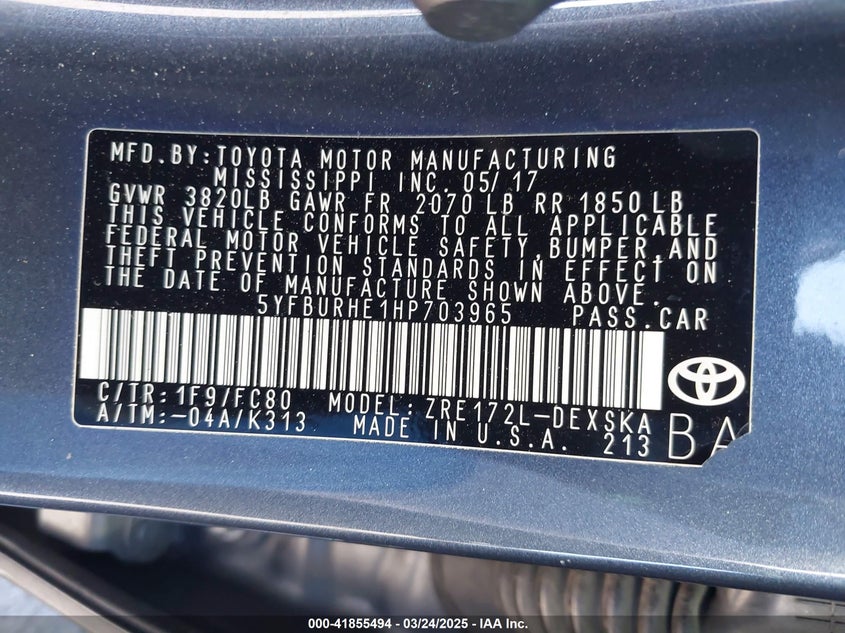 MFD.BY:TOYOTA MOTOR MANUFACTURING
MISSISSIPPI INC. 05/17
GVWR 3820LB GAWR FR 2070 LB RR 1850 LB
THIS VEHICLE CONFORMS TO ALL APPLICABLE
FEDERAL MOTOR VEHICLE SAFETY,BUMPER,AND
THEFT PREVENTION STANDARDS IN EFFECT ON
THE DATE OF MANUFACTURE SHOWN ABOVE.
5YFBURHE1HP703965 PASS.CAR
C/TR:1F9/FC80 MODEL:ZRE172L-DEXSKA
A/TM:-04A/K313 MADE IN U.S.A. 213
BA
000-41855494 - 03/24/2025 - IAAI.com